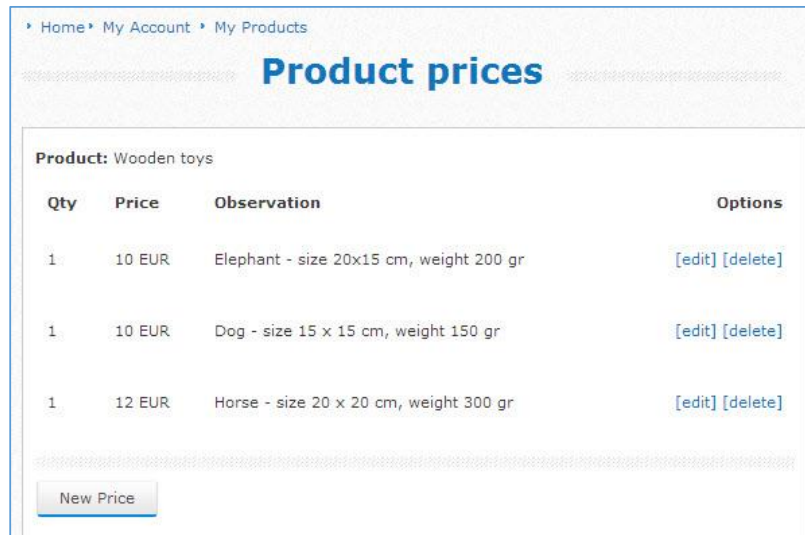 Home My Account My Products
Product prices
Product: Wooden toys
Qty Price Observation Options
1 10 EUR Elephant - size 20x15 cm, weight 200 gr [edit] [delete]
1 10 EUR Dog - size 15 x 15 cm, weight 150 gr [edit] [delete]
1 12 EUR Horse - size 20 x 20 cm, weight 300 gr [edit] [delete]
New Price